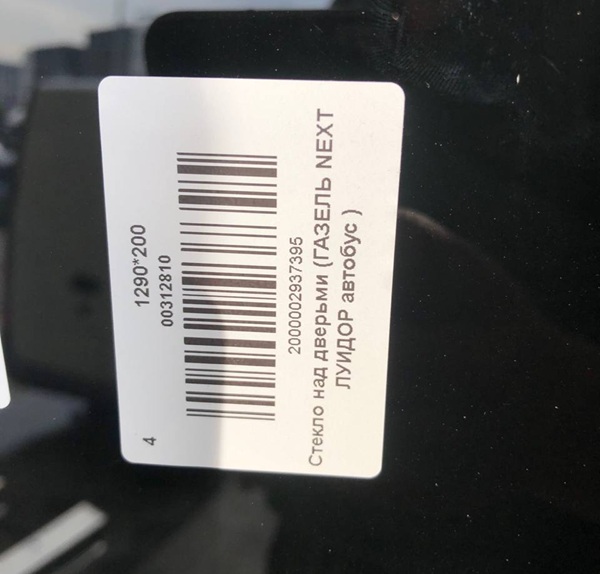 1290*200
00312810
4
2000002937395
Стекло над дверьми (ГАЗЕЛЬ NEXT
ЛУИДОР автобус )